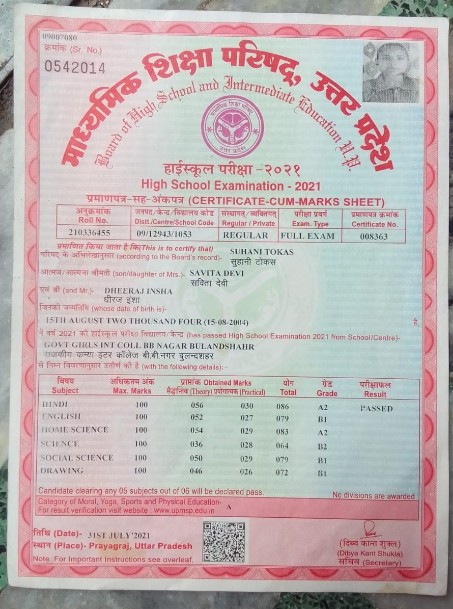 09007080
क्रमांक (Sr. No.)
0542014
माध्यमिक शिक्षा परिषद्, उत्तर प्रदेश
Board of High School and Intermediate Education U.P.
हाईस्कूल परीक्षा -२०२१
High School Examination - 2021
प्रमाणपत्र-सह-अंकपत्र (CERTIFICATE-CUM-MARKS SHEET)
अनुक्रमांक जनपद/केन्द्र/विद्यालय कोड संस्थागत/व्यक्तिगत परीक्षा प्रवर्ग प्रमाणपत्र क्रमांक
Roll No. Distt./Centre/School Code Regular / Private Exam. Type Certificate No.
210336455 09/12943/1053 REGULAR FULL EXAM 008363
प्रमाणित किया जाता है कि(This is to certify that)
परिषद् के अभिलेखानुसार (according to the Board's record)- SUHANI TOKAS
सुहानी टोकस
आत्मज/आत्मजा श्रीमती (son/daughter of Mrs.)- SAVITA DEVI
सविता देवी
एवं श्री (and Mr.)- DHEERAJ INSHA
धीरज इंशा
जिनकी जन्मतिथि (whose date of birth is)-
15TH AUGUST TWO THOUSAND FOUR (15-08-2004) है,
ने वर्ष 2021 की हाईस्कूल परीक्षा विद्यालय/केन्द्र (has passed High School Examination 2021 from School/Centre)-
GOVT GIRLS INT COLL BB NAGAR BULANDSHAHR
राजकीय कन्या इंटर कॉलेज बी.बी.नगर बुलन्दशहर
से निम्न विवरणानुसार उत्तीर्ण की है (with the following details):-
विषय अधिकतम अंक प्राप्तांक Obtained Marks योग ग्रेड परीक्षाफल
Subject Max. Marks सैद्धांतिक (Theory) प्रयोगात्मक (Practical) Total Grade Result
HINDI 100 056 030 086 A2 PASSED
ENGLISH 100 052 027 079 B1
HOME SCIENCE 100 054 029 083 A2
SCIENCE 100 036 028 064 B2
SOCIAL SCIENCE 100 050 029 079 B1
DRAWING 100 046 026 072 B1
Candidate clearing any 05 subjects out of 06 will be declared pass. No divisions are awarded
Category of Moral, Yoga, Sports and Physical Education: A
For result verification visit website : www.upmsp.edu.in
तिथि (Date)- 31ST JULY'2021
स्थान (Place)- Prayagraj, Uttar Pradesh
Note: For Important Instructions see overleaf.
(दिव्य कान्त शुक्ल)
(Dibya Kant Shukla)
सचिव (Secretary)